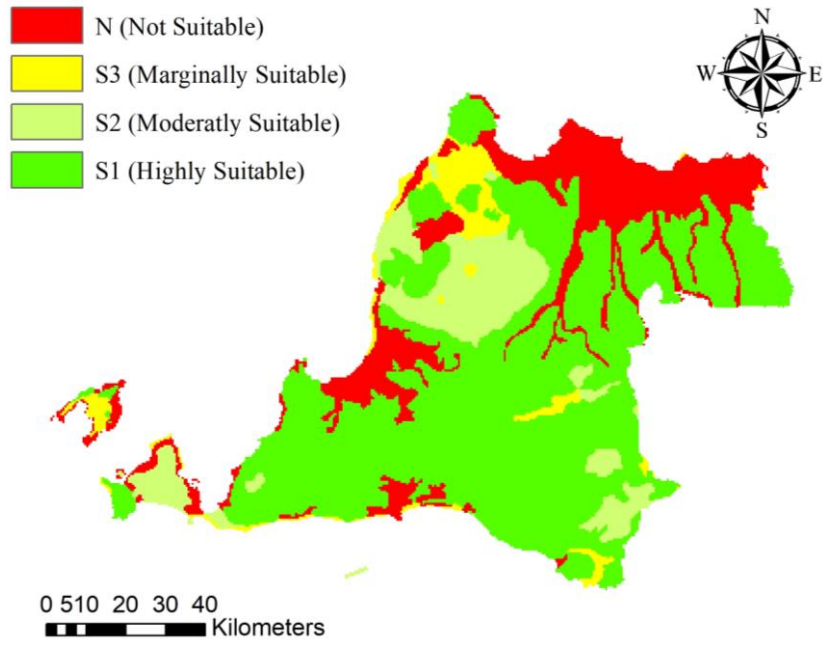 N (Not Suitable)
S3 (Marginally Suitable)
S2 (Moderatly Suitable)
S1 (Highly Suitable)
N
W E
S
0 510 20 30 40
Kilometers